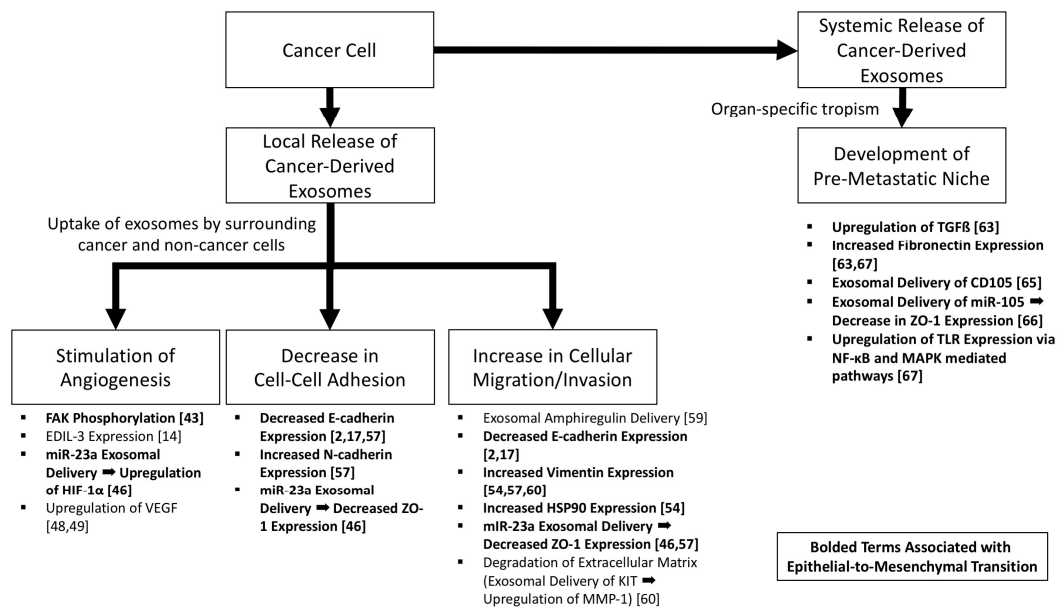 Cancer Cell
Systemic Release of
Cancer-Derived
Exosomes
Organ-specific tropism
Local Release of
Cancer-Derived
Exosomes
Development of
Pre-Metastatic Niche
Uptake of exosomes by surrounding
cancer and non-cancer cells
▪ Upregulation of TGFß [63]
▪ Increased Fibronectin Expression
[63,67]
▪ Exosomal Delivery of CD105 [65]
▪ Exosomal Delivery of miR-105 ➡
Decrease in ZO-1 Expression [66]
▪ Upregulation of TLR Expression via
NF-κB and MAPK mediated
pathways [67]
Stimulation of
Angiogenesis
▪ FAK Phosphorylation [43]
▪ EDIL-3 Expression [14]
▪ miR-23a Exosomal
Delivery ➡ Upregulation
of HIF-1α [46]
▪ Upregulation of VEGF
[48,49]
Decrease in
Cell-Cell Adhesion
▪ Decreased E-cadherin
Expression [2,17,57]
▪ Increased N-cadherin
Expression [57]
▪ miR-23a Exosomal
Delivery ➡ Decreased ZO-
1 Expression [46]
Increase in Cellular
Migration/Invasion
▪ Exosomal Amphiregulin Delivery [59]
▪ Decreased E-cadherin Expression
[2,17]
▪ Increased Vimentin Expression
[54,57,60]
▪ Increased HSP90 Expression [54]
▪ mIR-23a Exosomal Delivery ➡
Decreased ZO-1 Expression [46,57]
▪ Degradation of Extracellular Matrix
(Exosomal Delivery of KIT ➡
Upregulation of MMP-1) [60]
Bolded Terms Associated with
Epithelial-to-Mesenchymal Transition